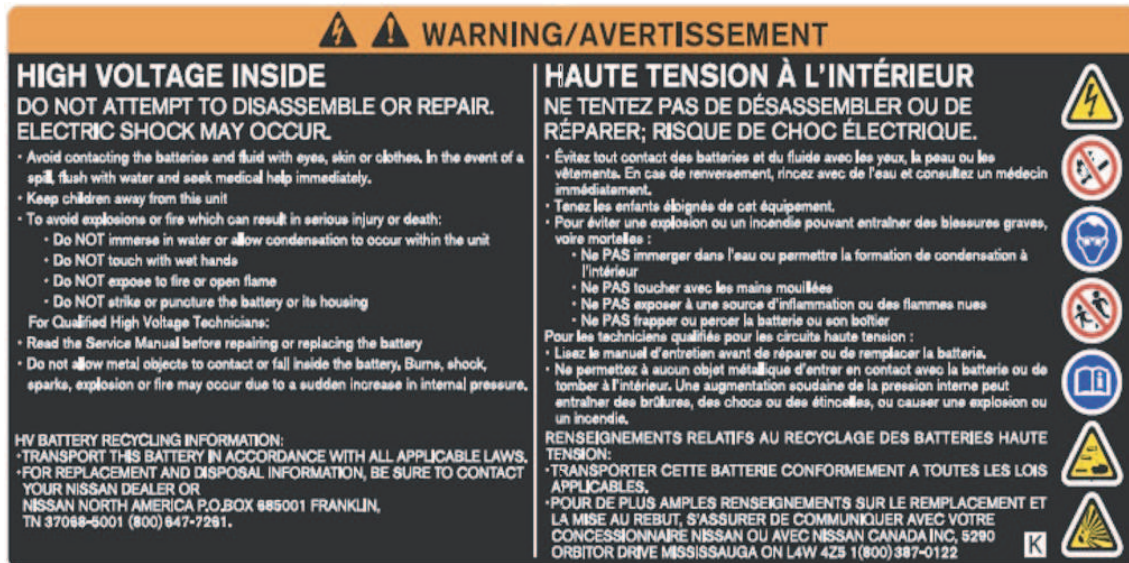 WARNING/AVERTISSEMENT
HIGH VOLTAGE INSIDE
DO NOT ATTEMPT TO DISASSEMBLE OR REPAIR.
ELECTRIC SHOCK MAY OCCUR.
• Avoid contacting the batteries and fluid with eyes, skin or clothes. In the event of a
spill, flush with water and seek medical help immediately.
• Keep children away from this unit
• To avoid explosions or fire which can result in serious injury or death:
• Do NOT immerse in water or allow condensation to occur within the unit
• Do NOT touch with wet hands
• Do NOT expose to fire or open flame
• Do NOT strike or puncture the battery or its housing
For Qualified High Voltage Technicians:
• Read the Service Manual before repairing or replacing the battery
• Do not allow metal objects to contact or fall inside the battery. Burns, shock,
sparks, explosion or fire may occur due to a sudden increase in internal pressure.
HV BATTERY RECYCLING INFORMATION:
•TRANSPORT THIS BATTERY IN ACCORDANCE WITH ALL APPLICABLE LAWS.
•FOR REPLACEMENT AND DISPOSAL INFORMATION, BE SURE TO CONTACT
YOUR NISSAN DEALER OR
NISSAN NORTH AMERICA P.O.BOX 685001 FRANKLIN,
TN 37068-5001 (800) 647-7261.
HAUTE TENSION À L'INTÉRIEUR
NE TENTEZ PAS DE DÉSASSEMBLER OU DE
RÉPARER; RISQUE DE CHOC ÉLECTRIQUE.
• Évitez tout contact des batteries et du fluide avec les yeux, la peau ou les
vêtements. En cas de renversement, rincez avec de l'eau et consultez un médecin
immédiatement.
• Tenez les enfants éloignés de cet équipement.
• Pour éviter une explosion ou un incendie pouvant entraîner des blessures graves,
voire mortelles :
• Ne PAS immerger dans l'eau ou permettre la formation de condensation à
l'intérieur
• Ne PAS toucher avec les mains mouillées
• Ne PAS exposer à une source d'inflammation ou des flammes nues
• Ne PAS frapper ou percer la batterie ou son boîtier
Pour les techniciens qualifiés pour les circuits haute tension :
• Lisez le manuel d'entretien avant de réparer ou de remplacer la batterie.
• Ne permettez à aucun objet métallique d'entrer en contact avec la batterie ou de
tomber à l'intérieur. Une augmentation soudaine de la pression interne peut
entraîner des brûlures, des chocs ou des étincelles, ou causer une explosion ou
un incendie.
RENSEIGNEMENTS RELATIFS AU RECYCLAGE DES BATTERIES HAUTE
TENSION:
•TRANSPORTER CETTE BATTERIE CONFORMEMENT A TOUTES LES LOIS
APPLICABLES.
•POUR DE PLUS AMPLES RENSEIGNEMENTS SUR LE REMPLACEMENT ET
LA MISE AU REBUT, S'ASSURER DE COMMUNIQUER AVEC VOTRE
CONCESSIONNAIRE NISSAN OU AVEC NISSAN CANADA INC, 5290
ORBITOR DRIVE MISSISSAUGA ON L4W 4Z5 1(800) 387-0122
K